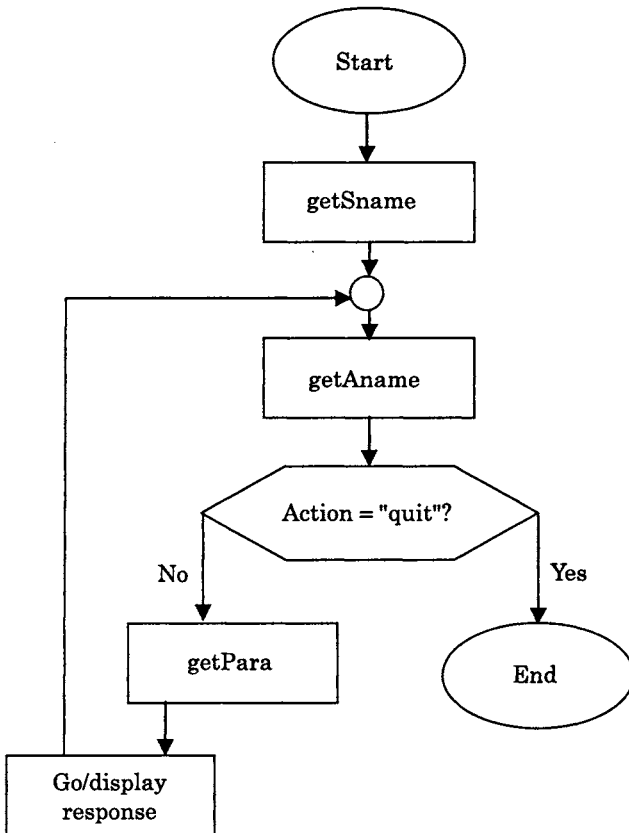 Start
getSname
getAname
Action = "quit"?
No
Yes
getPara
End
Go/display
response